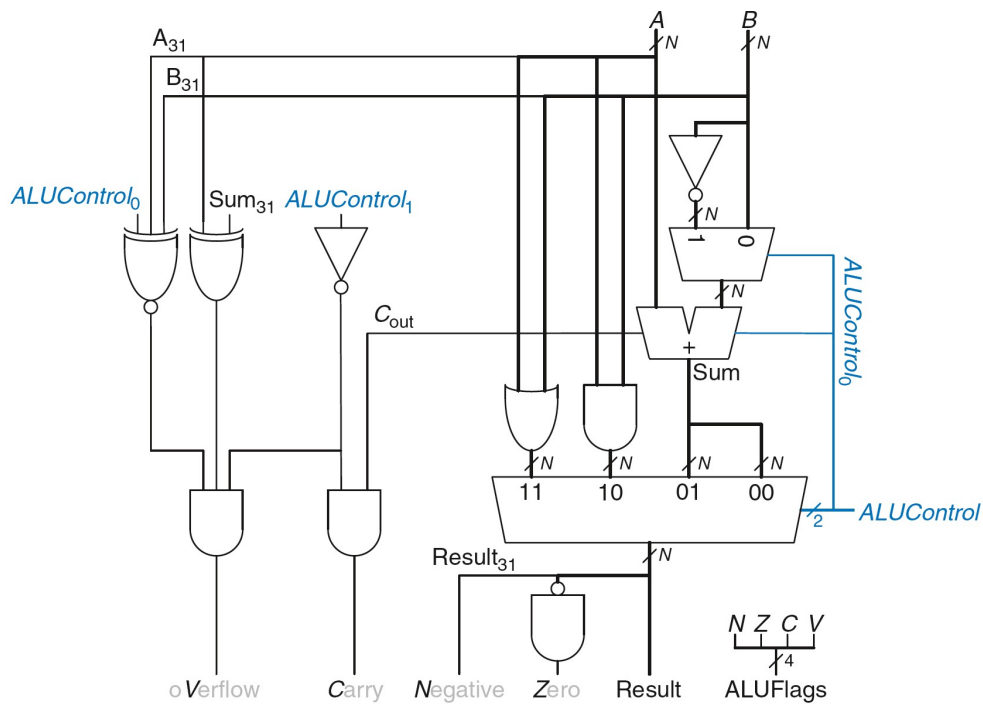 A B
A31 N N
B31
ALUControl0 Sum31 ALUControl1
N
1 0
ALUControl0
N
Cout
+
Sum
N N N N
11 10 01 00
2 ALUControl
Result31 N
N Z C V
4
oVerflow Carry Negative Zero Result ALUFlags